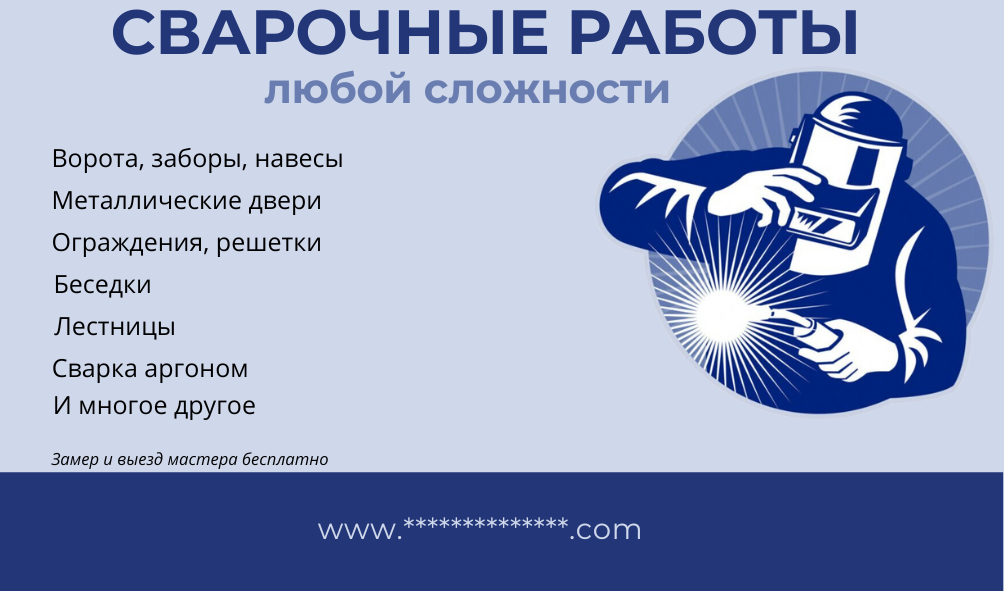 СВАРОЧНЫЕ РАБОТЫ
любой сложности
Ворота, заборы, навесы
Металлические двери
Ограждения, решетки
Беседки
Лестницы
Сварка аргоном
И многое другое
Замер и выезд мастера бесплатно
www.**************.com